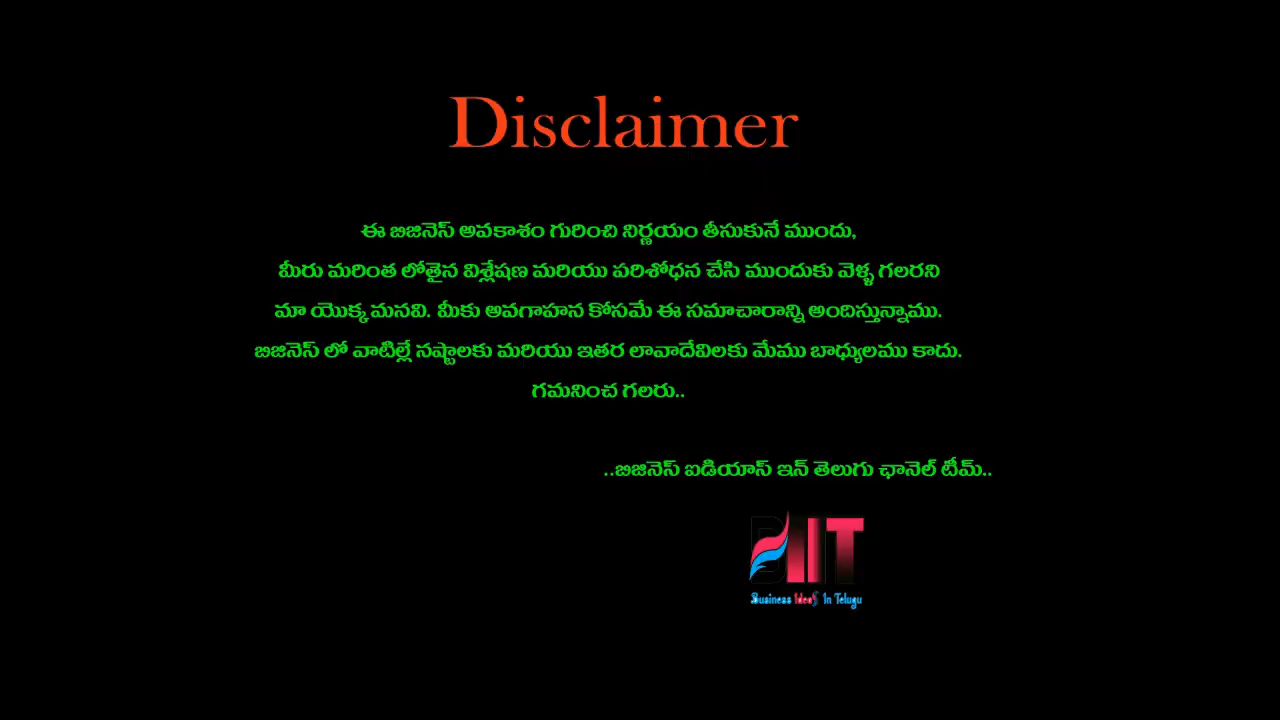 Disclaimer
ఈ బిజినెస్ అవకాశం గురించి నిర్ణయం తీసుకునే ముందు,
మీరు మరింత లోతైన విశ్లేషణ మరియు పరిశోధన చేసి ముందుకు వెళ్ళ గలరని
మా యొక్క మనవి. మీకు అవగాహన కోసమే ఈ సమాచారాన్ని అందిస్తున్నాము.
బిజినెస్ లో వాటిల్లే నష్టాలకు మరియు ఇతర లావాదేవిలకు మేము బాధ్యులము కాదు.
గమనించ గలరు..
..బిజినెస్ ఐడియాస్ ఇన్ తెలుగు ఛానెల్ టీమ్..
BIIT
Business Ideas In Telugu